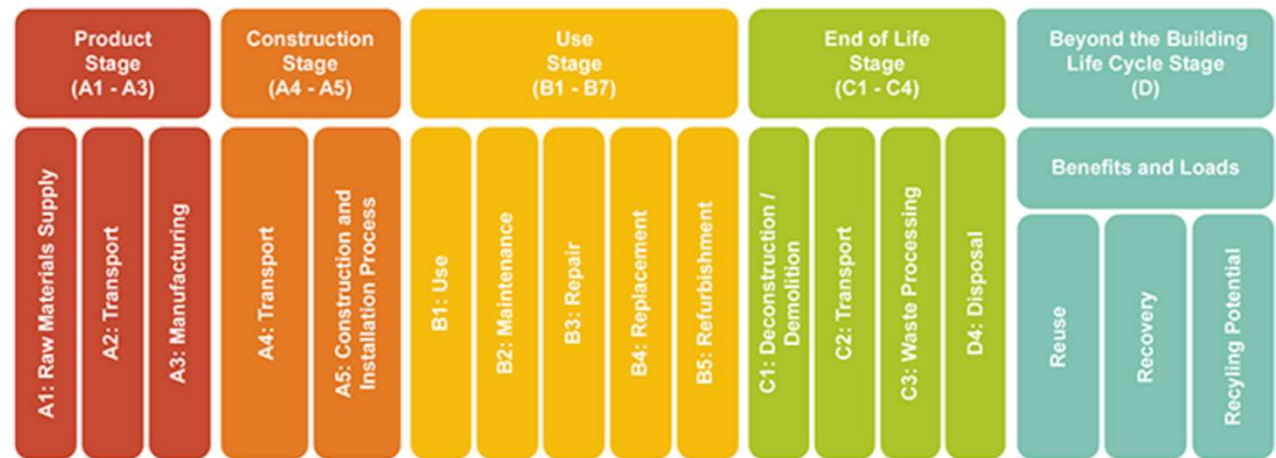 Product
Stage
(A1 - A3)
Construction
Stage
(A4 - A5)
Use
Stage
(B1 - B7)
End of Life
Stage
(C1 - C4)
Beyond the Building
Life Cycle Stage
(D)
A1: Raw Materials Supply
A2: Transport
A3: Manufacturing
A4: Transport
A5: Construction and
Installation Process
B1: Use
B2: Maintenance
B3: Repair
B4: Replacement
B5: Refurbishment
C1: Deconstruction /
Demolition
C2: Transport
C3: Waste Processing
D4: Disposal
Benefits and Loads
Reuse
Recovery
Recyling Potential